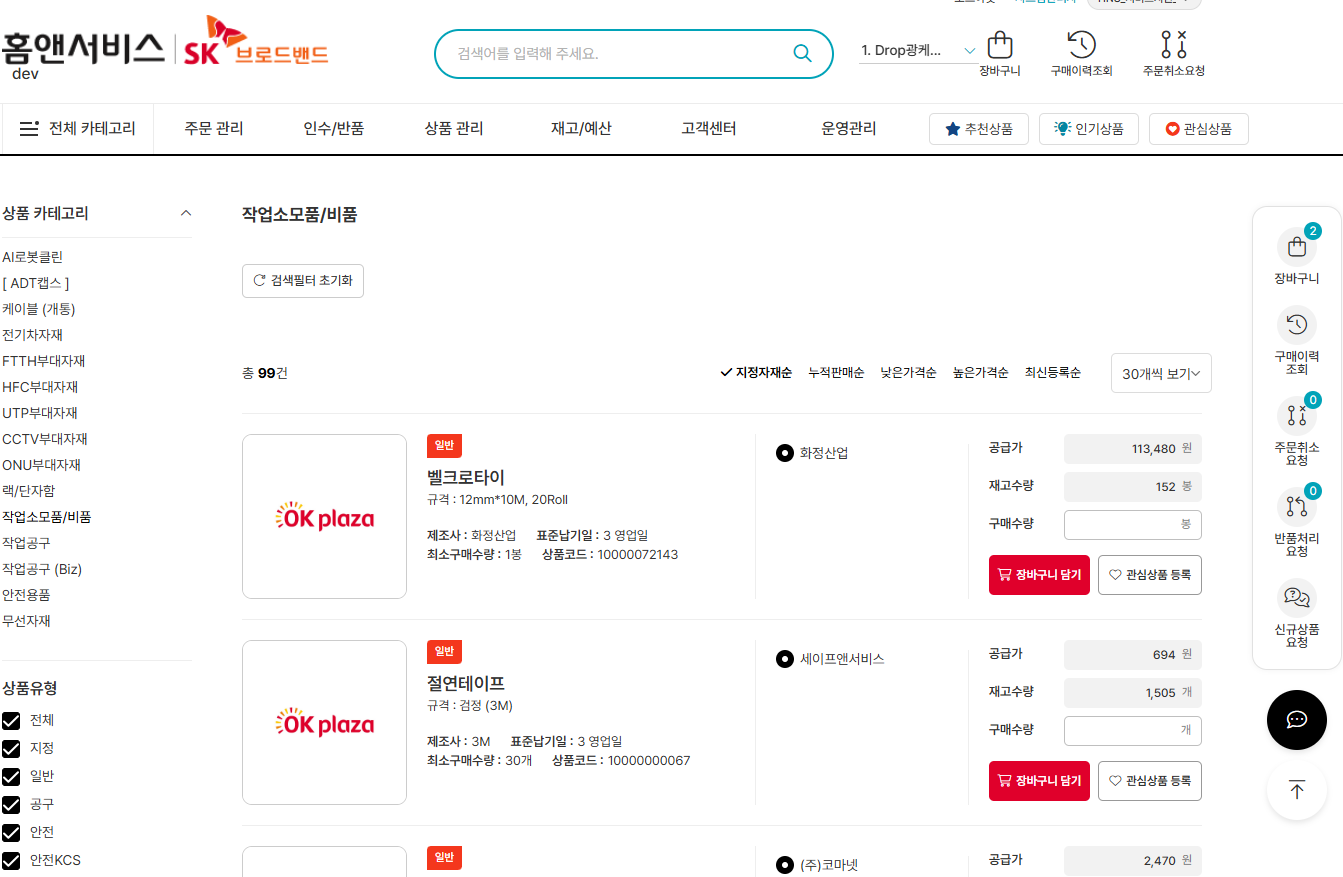 홈앤서비스 SK브로드밴드
dev
검색어를 입력해 주세요.
1. Drop광케...
장바구니
구매이력조회
주문취소요청
전체 카테고리
주문 관리
인수/반품
상품 관리
재고/예산
고객센터
운영관리
추천상품
인기상품
관심상품
상품 카테고리
AI로봇클린
[ ADT캡스 ]
케이블 (개통)
전기차자재
FTTH부대자재
HFC부대자재
UTP부대자재
CCTV부대자재
ONU부대자재
랙/단자함
작업소모품/비품
작업공구
작업공구 (Biz)
안전용품
무선자재
상품유형
전체
지정
일반
공구
안전
안전KCS
작업소모품/비품
검색필터 초기화
총 99건
지정자재순 누적판매순 낮은가격순 높은가격순 최신등록순
30개씩 보기
OK plaza
일반
벨크로타이
규격 : 12mm*10M, 20Roll
제조사 : 화정산업 표준납기일 : 3 영업일
최소구매수량 : 1봉 상품코드 : 10000072143
화정산업
공급가 113,480 원
재고수량 152 봉
구매수량 봉
장바구니 담기 관심상품 등록
OK plaza
일반
절연테이프
규격 : 검정 (3M)
제조사 : 3M 표준납기일 : 3 영업일
최소구매수량 : 30개 상품코드 : 10000000067
세이프앤서비스
공급가 694 원
재고수량 1,505 개
구매수량 개
장바구니 담기 관심상품 등록
일반
(주)코마넷
공급가 2,470 원
2
장바구니
구매이력
조회
0
주문취소
요청
0
반품처리
요청
신규상품
요청